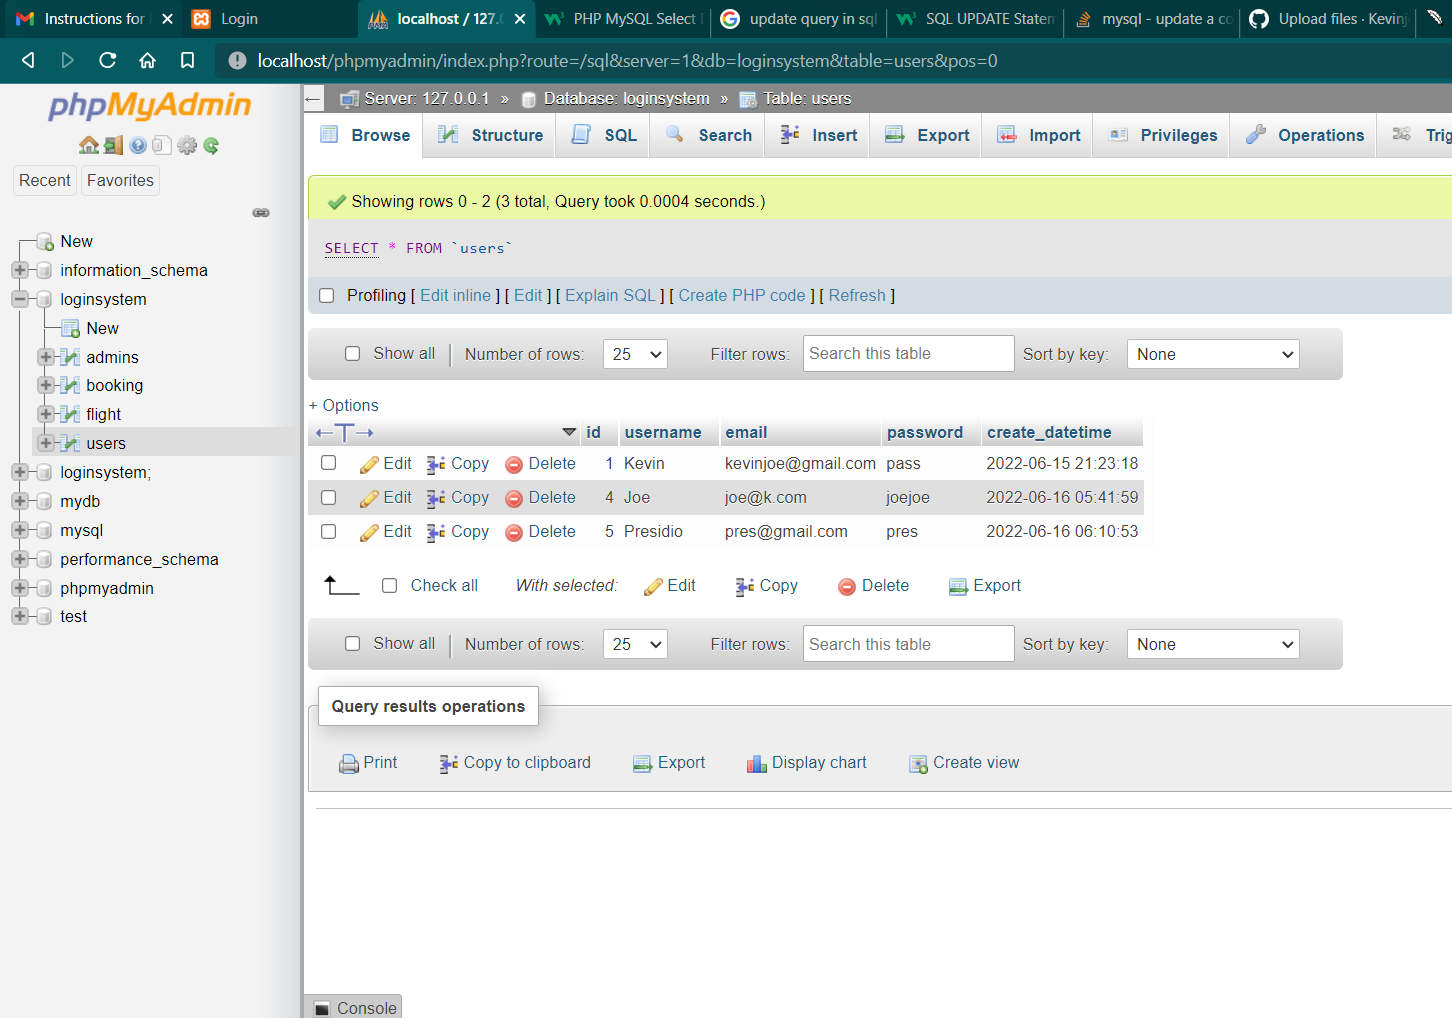 Instructions for
Login
localhost / 127.
PHP MySQL Select
update query in sql
SQL UPDATE Statem
mysql - update a co
Upload files · Kevinj
localhost/phpmyadmin/index.php?route=/sql&server=1&db=loginsystem&table=users&pos=0
phpMyAdmin
Recent
Favorites
New
information_schema
loginsystem
New
admins
booking
flight
users
loginsystem;
mydb
mysql
performance_schema
phpmyadmin
test
Server: 127.0.0.1 » Database: loginsystem » Table: users
Browse Structure SQL Search Insert Export Import Privileges Operations Trig
Showing rows 0 - 2 (3 total, Query took 0.0004 seconds.)
SELECT * FROM `users`
Profiling [ Edit inline ] [ Edit ] [ Explain SQL ] [ Create PHP code ] [ Refresh ]
Show all Number of rows: 25 Filter rows: Search this table Sort by key: None
+ Options
id username email password create_datetime
Edit Copy Delete 1 Kevin kevinjoe@gmail.com pass 2022-06-15 21:23:18
Edit Copy Delete 4 Joe joe@k.com joejoe 2022-06-16 05:41:59
Edit Copy Delete 5 Presidio pres@gmail.com pres 2022-06-16 06:10:53
Check all With selected: Edit Copy Delete Export
Show all Number of rows: 25 Filter rows: Search this table Sort by key: None
Query results operations
Print Copy to clipboard Export Display chart Create view
Console